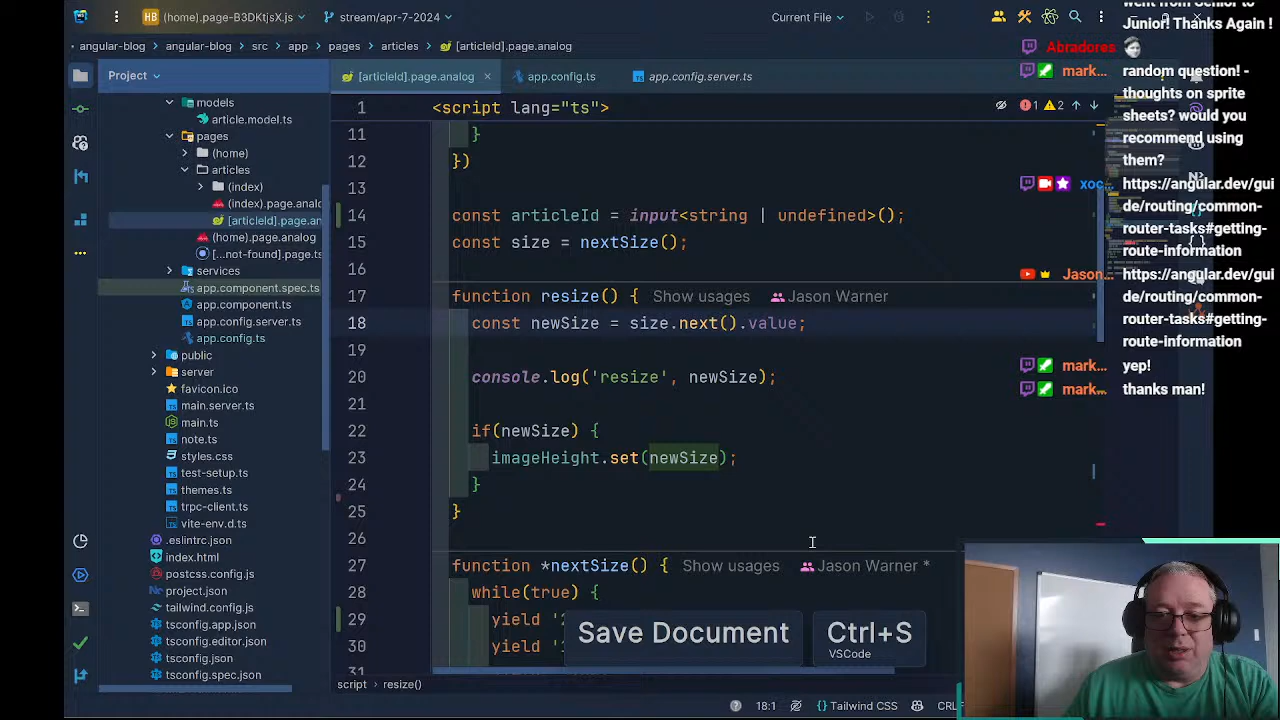 HB (home).page-B3DKtjsX.js
stream/apr-7-2024
Current File
went from Senior to
Junior! Thanks Again !
angular-blog
angular-blog
src
app
pages
articles
[articleId].page.analog
Abradores
Project
[articleId].page.analog
app.config.ts
app.config.server.ts
mark...
random question! -
thoughts on sprite
sheets? would you
recommend using
them?
models
article.model.ts
pages
(home)
articles
(index)
(index).page.analo
[articleId].page.an
(home).page.analog
[...not-found].page.ts
services
app.component.spec.ts
app.component.ts
app.config.server.ts
app.config.ts
public
server
favicon.ico
main.server.ts
main.ts
note.ts
styles.css
test-setup.ts
themes.ts
trpc-client.ts
vite-env.d.ts
.eslintrc.json
index.html
postcss.config.js
project.json
tailwind.config.js
tsconfig.app.json
tsconfig.editor.json
tsconfig.json
tsconfig.spec.json
1 <script lang="ts">
1 2
11 }
12 })
13
14 const articleId = input<string | undefined>();
15 const size = nextSize();
16
17 function resize() { Show usages Jason Warner
18 const newSize = size.next().value;
19
20 console.log('resize', newSize);
21
22 if(newSize) {
23 imageHeight.set(newSize);
24 }
25 }
26
27 function *nextSize() { Show usages Jason Warner *
28 while(true) {
29 yield '2
30 yield '
31
xoc...
https://angular.dev/gui
de/routing/common-
router-tasks#getting-
route-information
Jason...
https://angular.dev/gui
de/routing/common-
router-tasks#getting-
route-information
mark...
yep!
mark...
thanks man!
Save Document
Ctrl+S
VSCode
script
resize()
18:1
Tailwind CSS
CRL